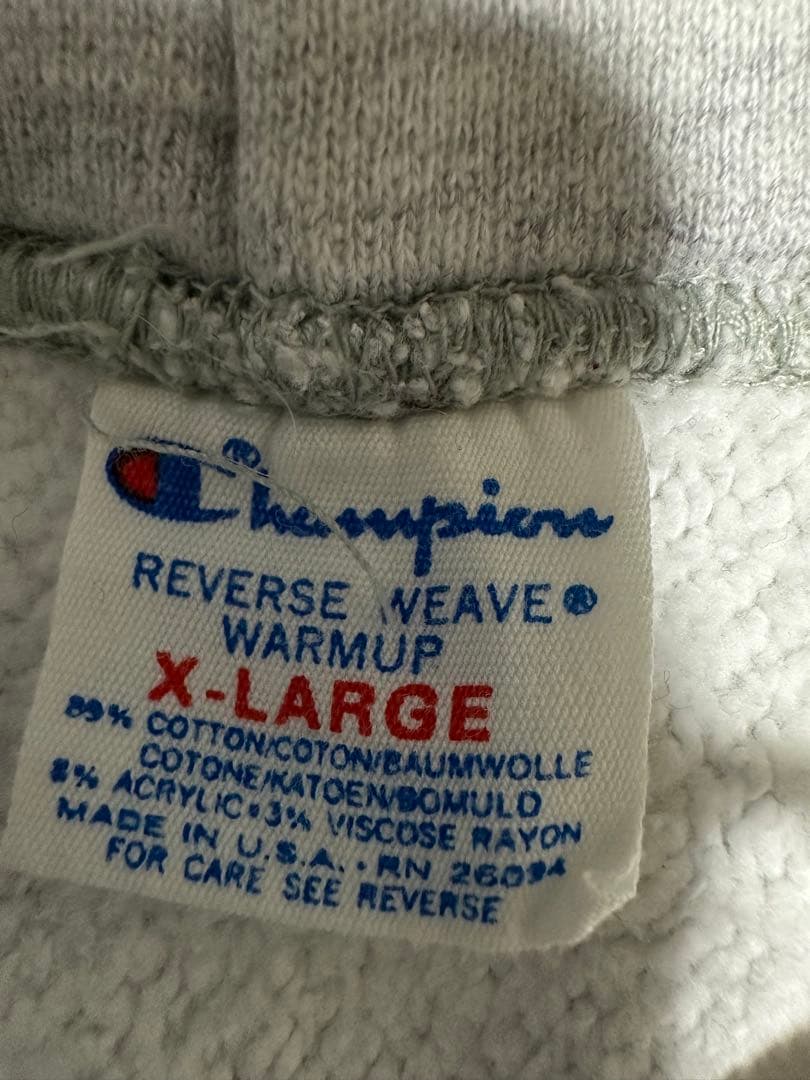 Champion®
REVERSE WEAVE®
WARMUP
X-LARGE
89% COTTON/COTON/BAUMWOLLE
COTONE/KATOEN/BOMULD
8% ACRYLIC•3% VISCOSE RAYON
MADE IN U.S.A.•RN 26094
FOR CARE SEE REVERSE